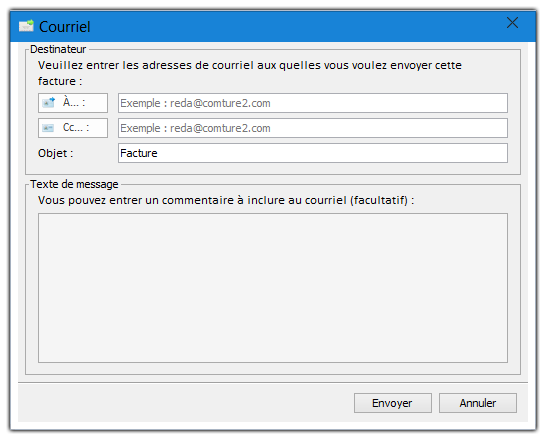 Courriel
Destinateur
Veuillez entrer les adresses de courriel aux quelles vous voulez envoyer cette
facture :
À... :
Exemple : reda@comture2.com
Cc... :
Exemple : reda@comture2.com
Objet :
Facture
Texte de message
Vous pouvez entrer un commentaire à inclure au courriel (facultatif) :
Envoyer
Annuler